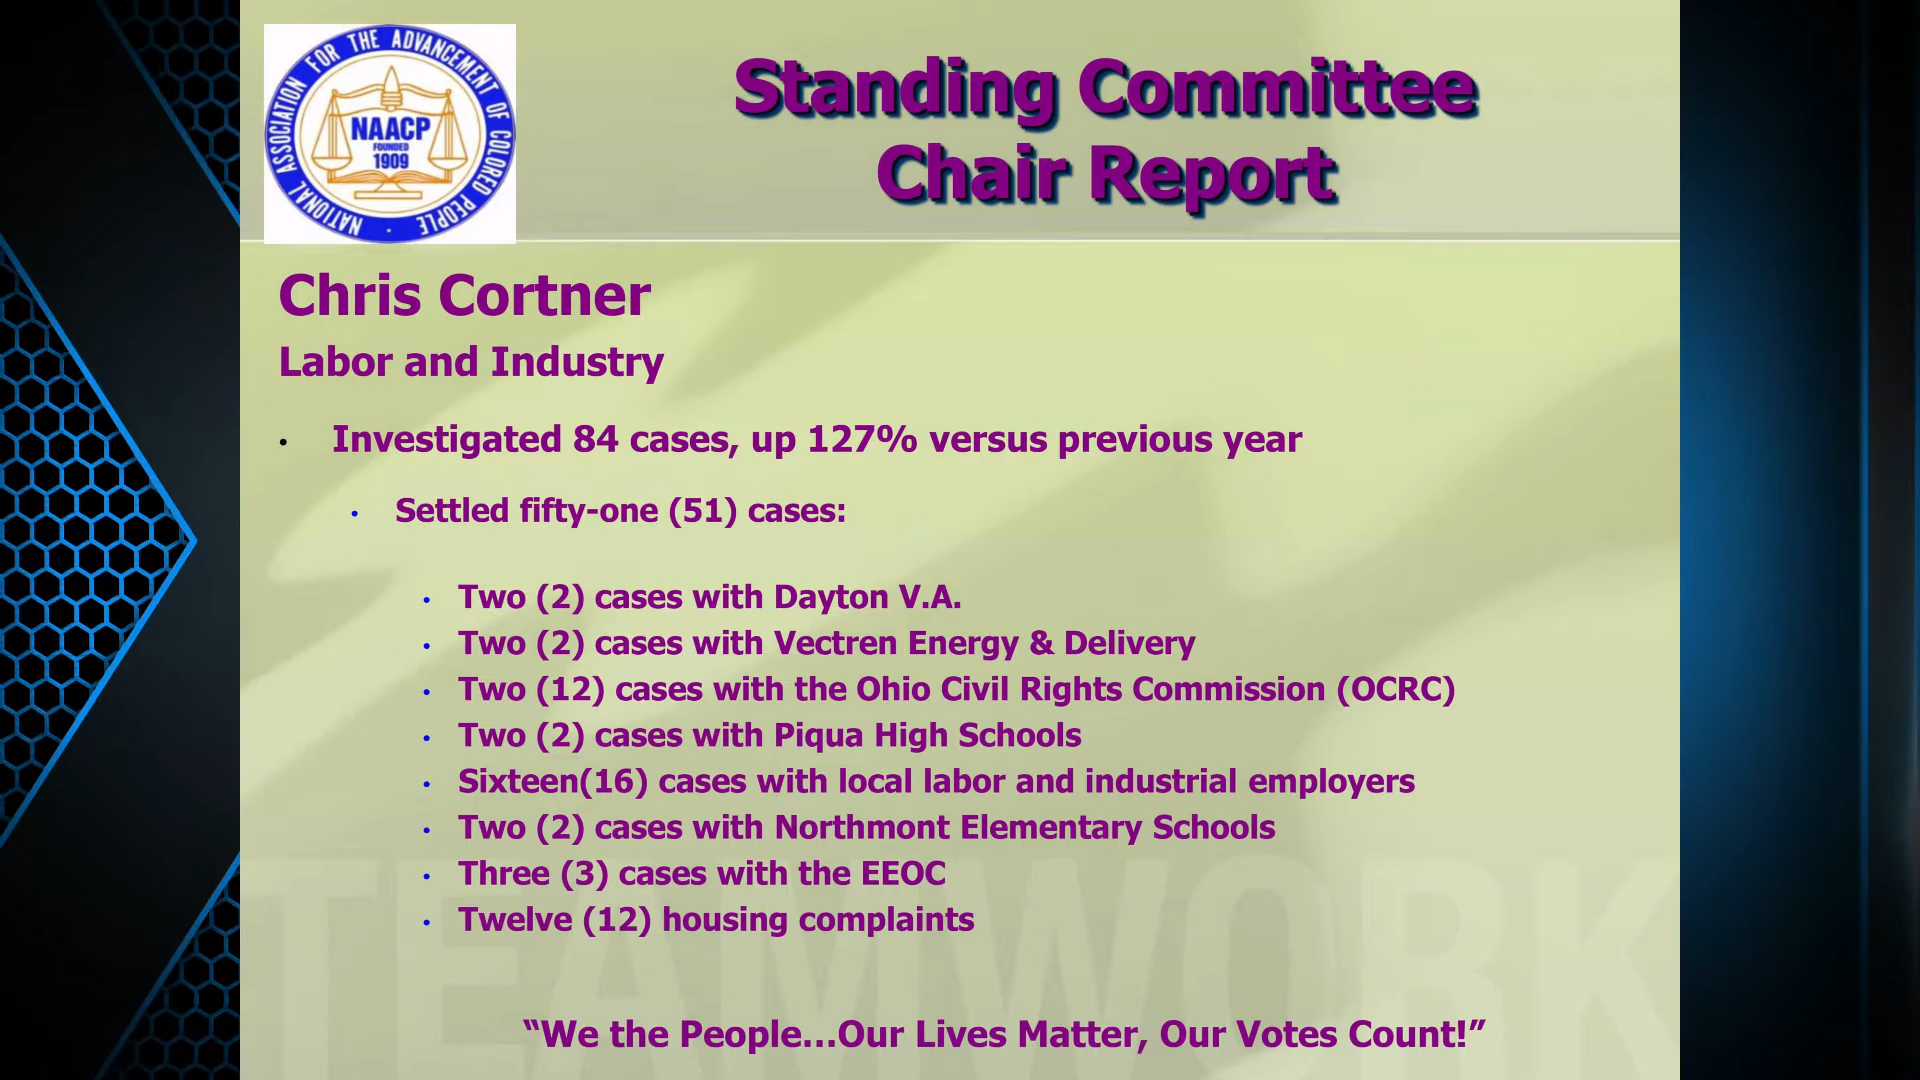 NATIONAL ASSOCIATION FOR THE ADVANCEMENT OF COLORED PEOPLE
NAACP
FOUNDED
1909
Standing Committee
Chair Report
Chris Cortner
Labor and Industry
• Investigated 84 cases, up 127% versus previous year
• Settled fifty-one (51) cases:
• Two (2) cases with Dayton V.A.
• Two (2) cases with Vectren Energy & Delivery
• Two (12) cases with the Ohio Civil Rights Commission (OCRC)
• Two (2) cases with Piqua High Schools
• Sixteen(16) cases with local labor and industrial employers
• Two (2) cases with Northmont Elementary Schools
• Three (3) cases with the EEOC
• Twelve (12) housing complaints
TEAMWORK
“We the People...Our Lives Matter, Our Votes Count!”